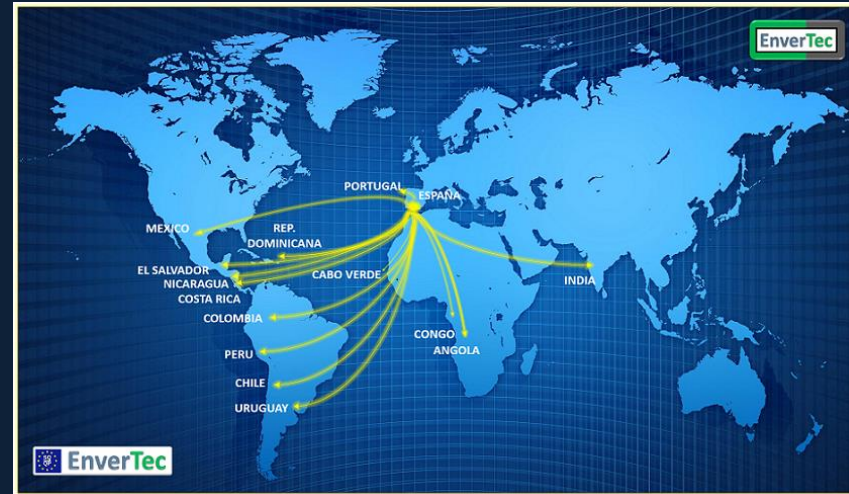 EnverTec
PORTUGAL
ESPAÑA
MEXICO
REP.
DOMINICANA
EL SALVADOR
CABO VERDE
INDIA
NICARAGUA
COSTA RICA
COLOMBIA
CONGO
ANGOLA
PERU
CHILE
URUGUAY
EnverTec